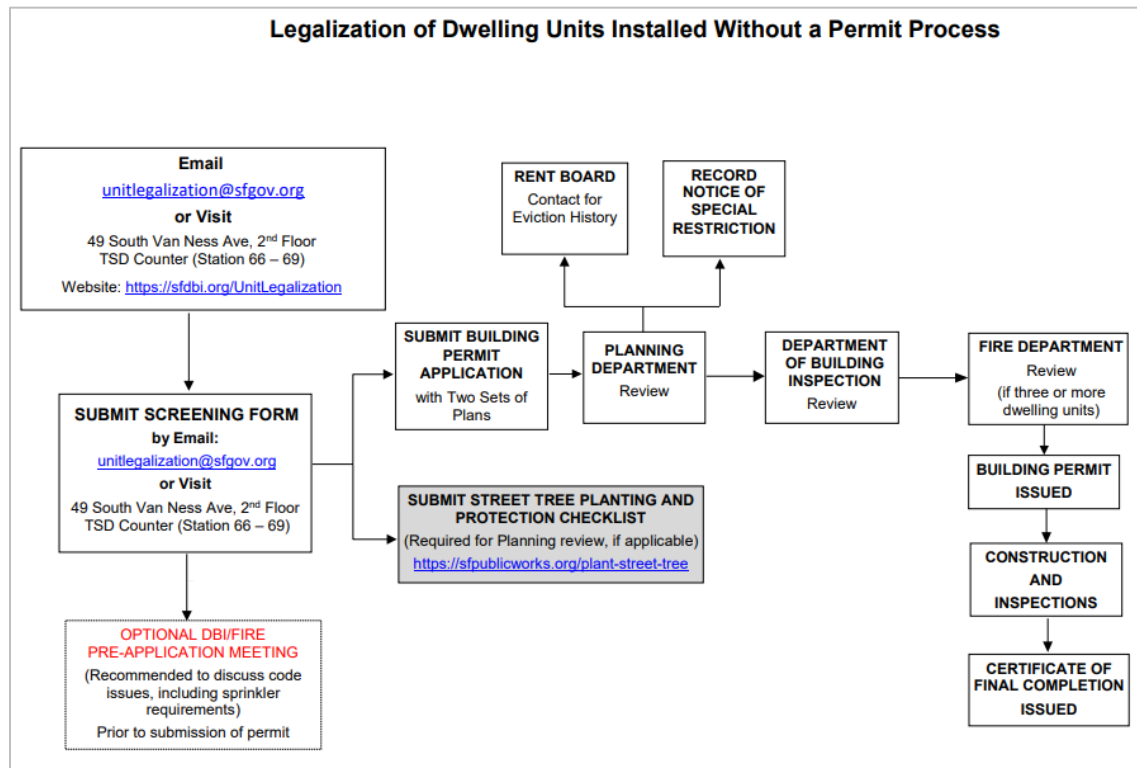 Legalization of Dwelling Units Installed Without a Permit Process
Email
unitlegalization@sfgov.org
or Visit
49 South Van Ness Ave, 2nd Floor
TSD Counter (Station 66 – 69)
Website: https://sfdbi.org/UnitLegalization
SUBMIT SCREENING FORM
by Email:
unitlegalization@sfgov.org
or Visit
49 South Van Ness Ave, 2nd Floor
TSD Counter (Station 66 – 69)
OPTIONAL DBI/FIRE
PRE-APPLICATION MEETING
(Recommended to discuss code
issues, including sprinkler
requirements)
Prior to submission of permit
SUBMIT BUILDING
PERMIT
APPLICATION
with Two Sets of
Plans
SUBMIT STREET TREE PLANTING AND
PROTECTION CHECKLIST
(Required for Planning review, if applicable)
https://sfpublicworks.org/plant-street-tree
RENT BOARD
Contact for
Eviction History
RECORD
NOTICE OF
SPECIAL
RESTRICTION
PLANNING
DEPARTMENT
Review
DEPARTMENT
OF BUILDING
INSPECTION
Review
FIRE DEPARTMENT
Review
(if three or more
dwelling units)
BUILDING PERMIT
ISSUED
CONSTRUCTION
AND
INSPECTIONS
CERTIFICATE OF
FINAL COMPLETION
ISSUED